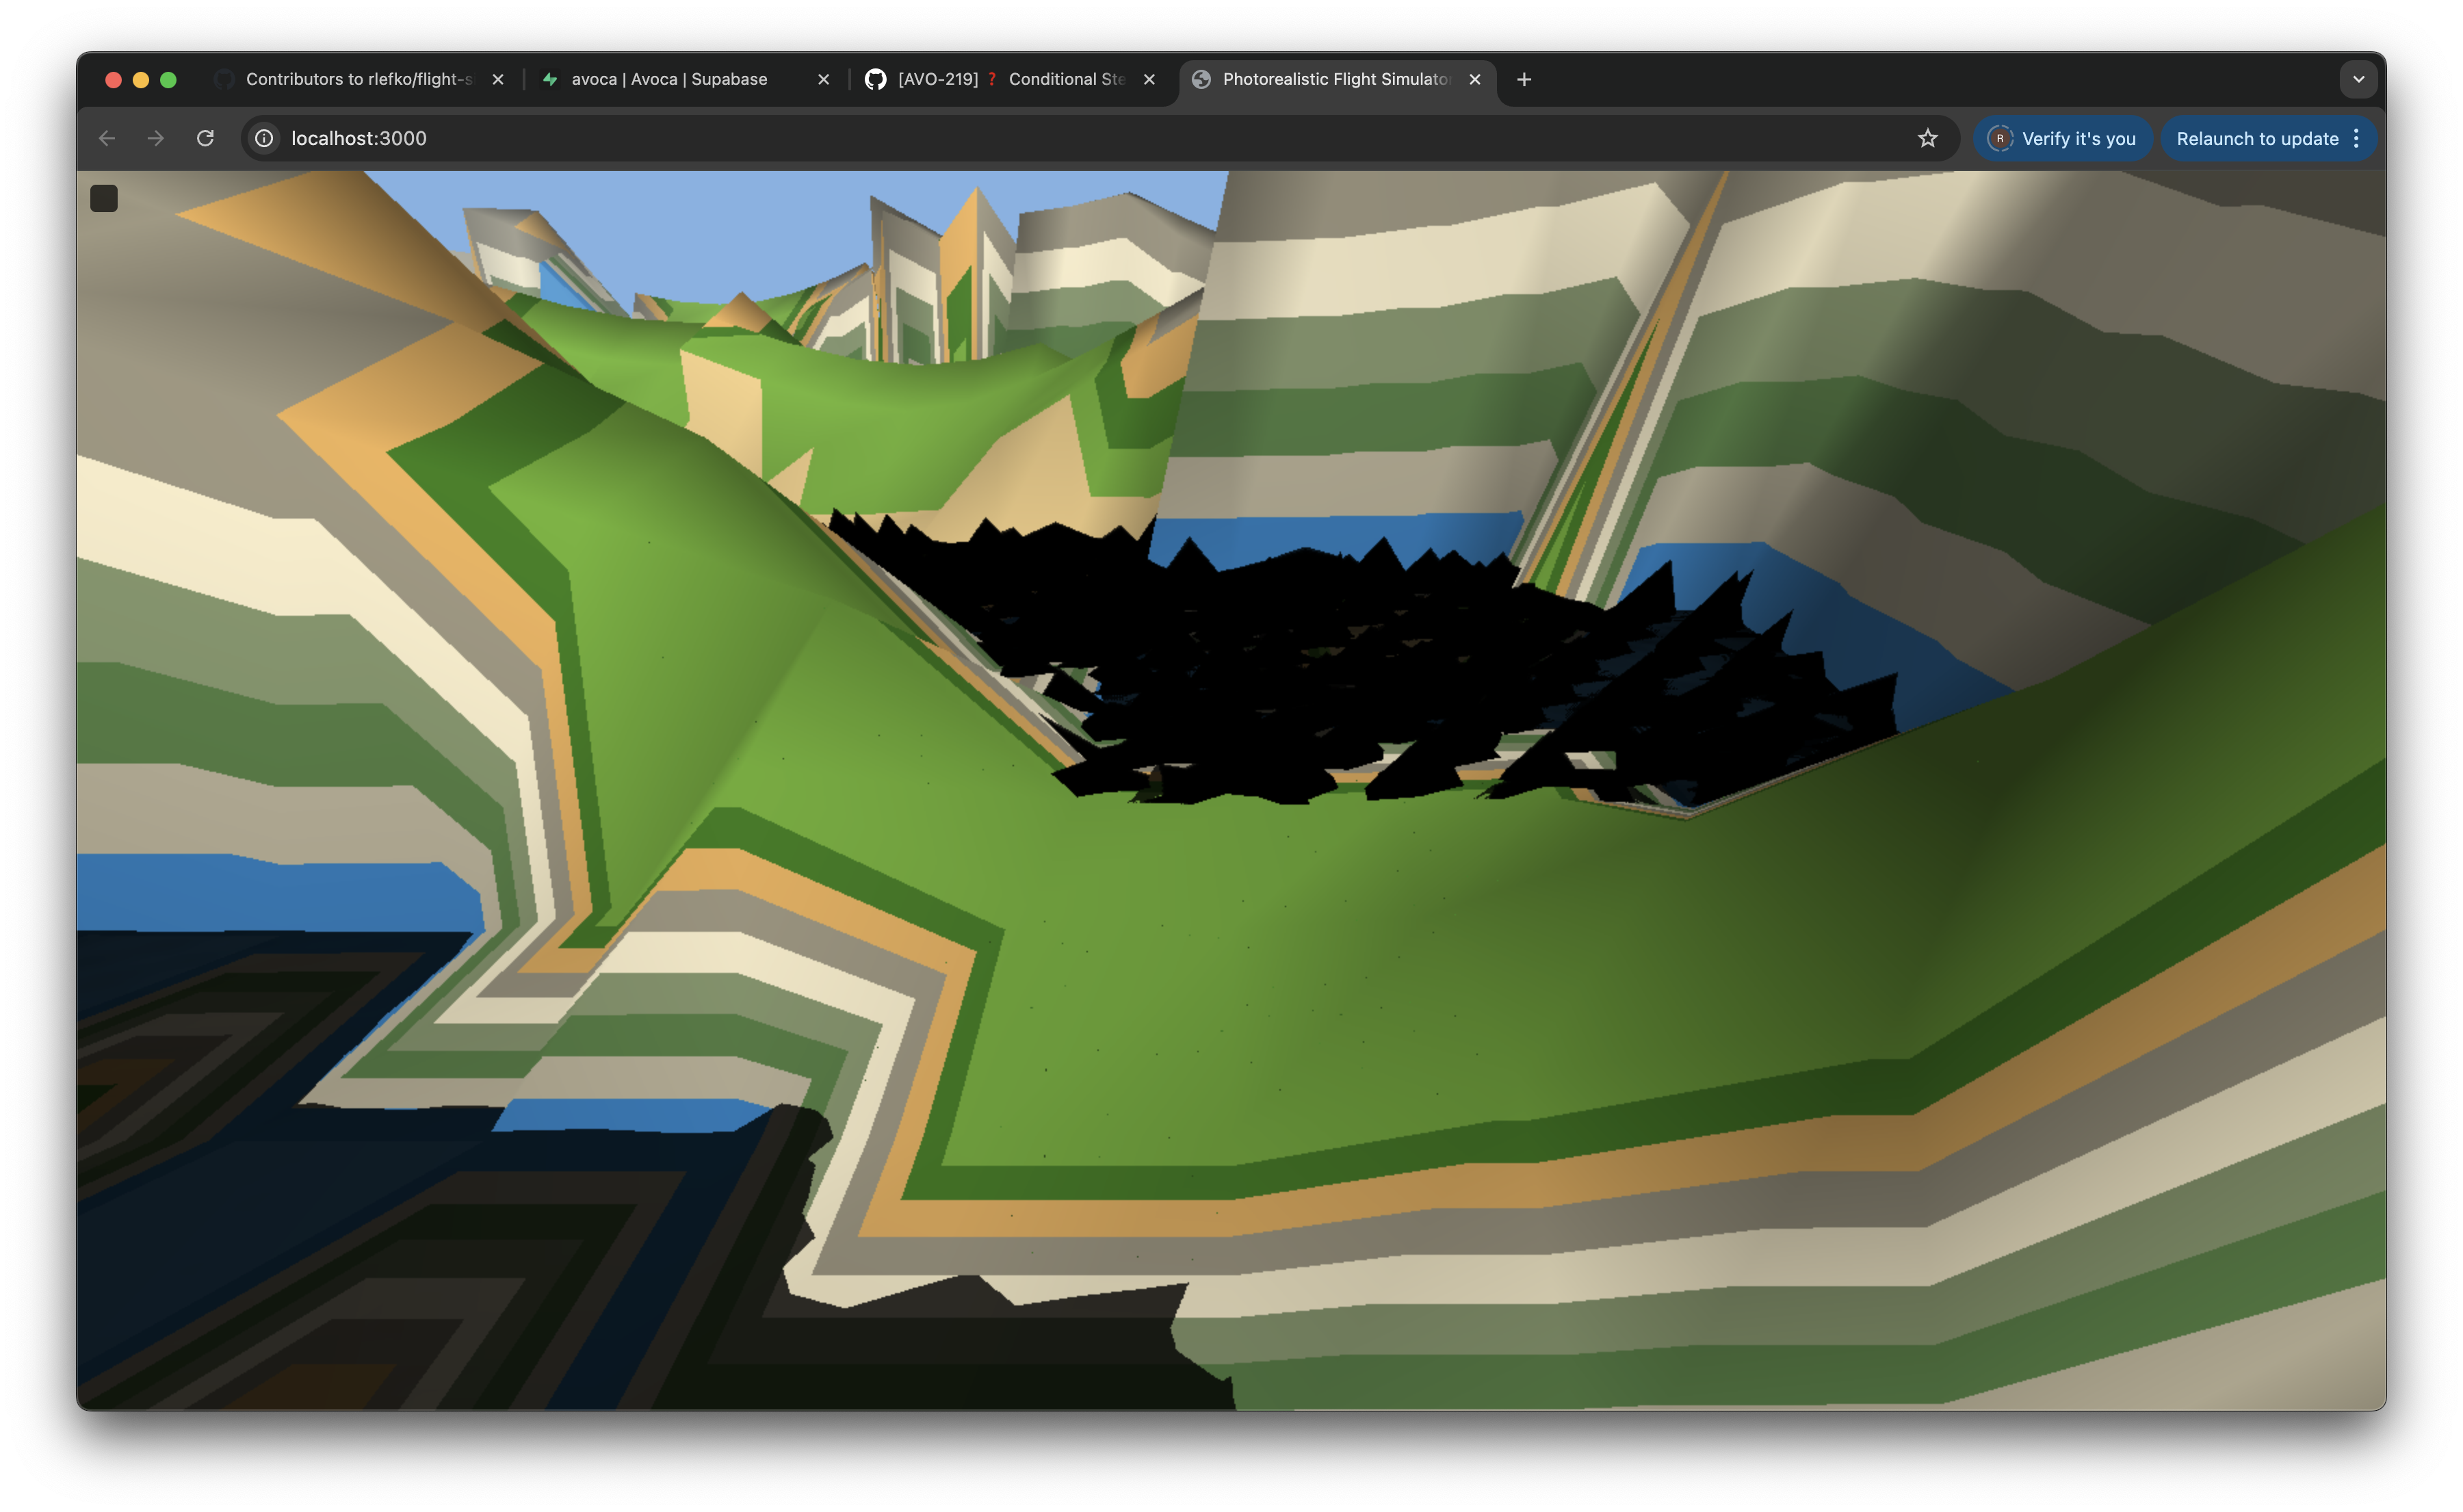 Contributors to rlefko/flight-s
avoca | Avoca | Supabase
[AVO-219] ❓ Conditional Ste
Photorealistic Flight Simulato
localhost:3000
R
Verify it's you
Relaunch to update